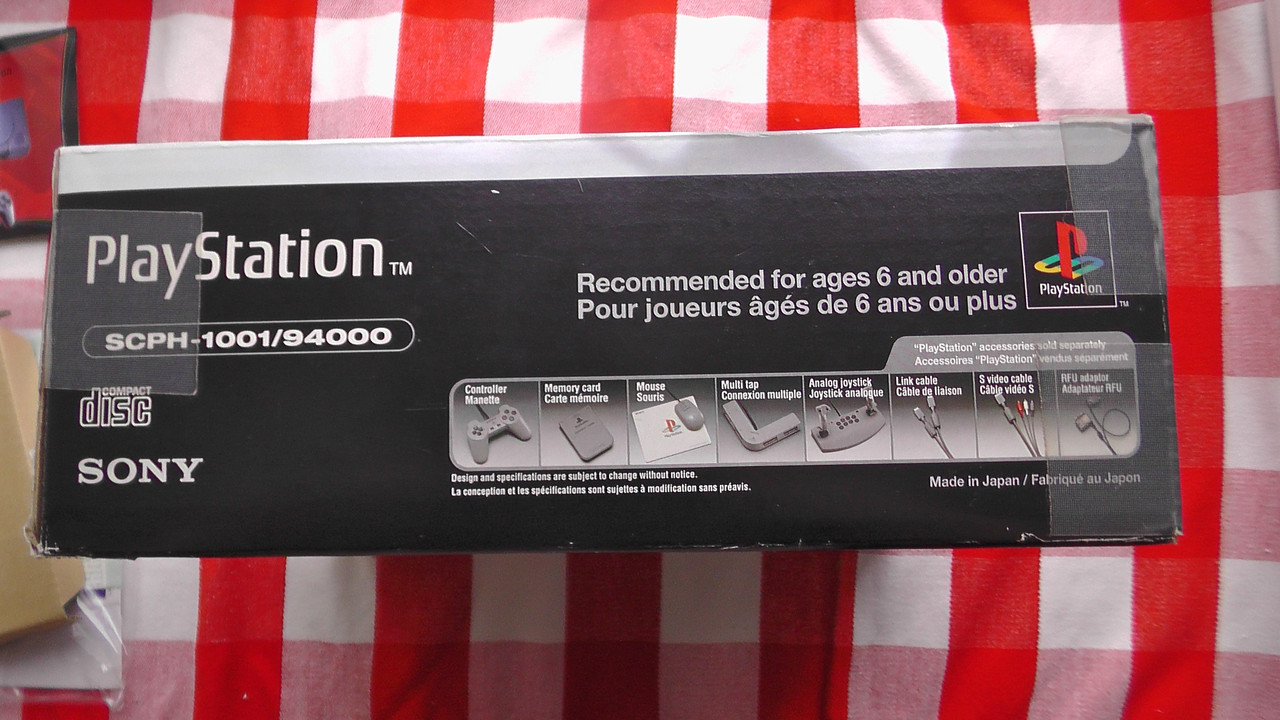 PlayStation™
SCPH-1001/94000
COMPACT
disc
SONY
Recommended for ages 6 and older
Pour joueurs âgés de 6 ans ou plus
PlayStation
TM
“PlayStation” accessories sold separately
Accessoires “PlayStation” vendus séparément
Controller
Manette
Memory card
Carte mémoire
Mouse
Souris
Multi tap
Connexion multiple
Analog joystick
Joystick analogue
Link cable
Câble de liaison
S video cable
Câble vidéo S
RFU adaptor
Adaptateur RFU
Design and specifications are subject to change without notice.
La conception et les spécifications sont sujettes à modification sans préavis.
Made in Japan / Fabriqué au Japon